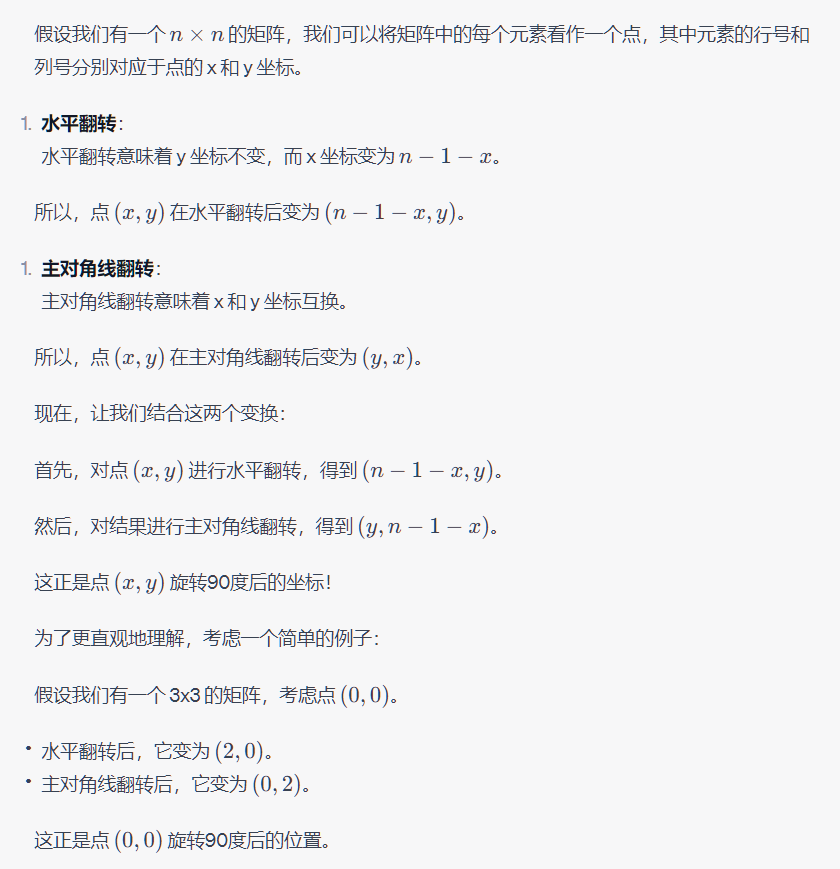 假设我们有一个 n × n 的矩阵，我们可以将矩阵中的每个元素看作一个点，其中元素的行号和
列号分别对应于点的 x 和 y 坐标。
1. 水平翻转：
水平翻转意味着 y 坐标不变，而 x 坐标变为 n − 1 − x。
所以，点 (x, y) 在水平翻转后变为 (n − 1 − x, y)。
1. 主对角线翻转：
主对角线翻转意味着 x 和 y 坐标互换。
所以，点 (x, y) 在主对角线翻转后变为 (y, x)。
现在，让我们结合这两个变换：
首先，对点 (x, y) 进行水平翻转，得到 (n − 1 − x, y)。
然后，对结果进行主对角线翻转，得到 (y, n − 1 − x)。
这正是点 (x, y) 旋转90度后的坐标！
为了更直观地理解，考虑一个简单的例子：
假设我们有一个 3x3 的矩阵，考虑点 (0, 0)。
• 水平翻转后，它变为 (2, 0)。
• 主对角线翻转后，它变为 (0, 2)。
这正是点 (0, 0) 旋转90度后的位置。